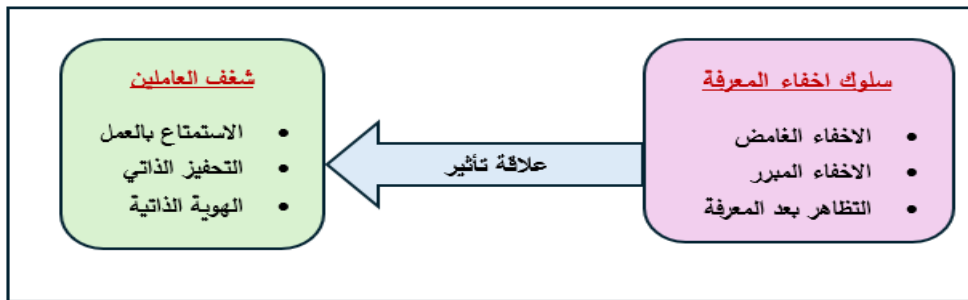 سلوك اخفاء المعرفة
الاخفاء الغامض
الاخفاء المبرر
التظاهر بعد المعرفة
علاقة تأثير
شغف العاملين
الاستمتاع بالعمل
التحفيز الذاتي
الهوية الذاتية